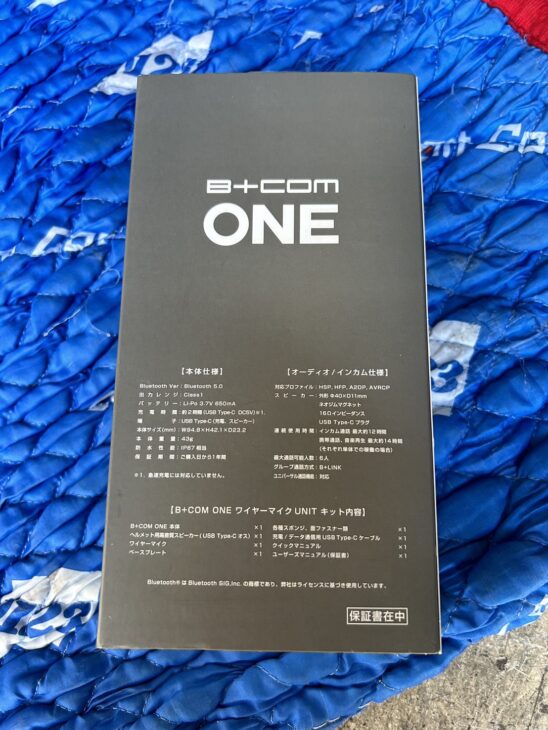 B+COM
ONE
【本体仕様】
Bluetooth Ver：Bluetooth 5.0
出力レンジ：Class1
バッテリー：Li-Po 3.7V 650mA
充電時間：約2時間(USB Type-C DC5V)※1.
端子：USB Type-C(充電、スピーカー)
本体サイズ(mm)：W94.9×H42.1×D23.2
本体重量：43g
防水性能：IP67相当
保証期間：ご購入日から1年間
※1. 急速充電には対応していません。
【オーディオ/インカム仕様】
対応プロファイル：HSP, HFP, A2DP, AVRCP
スピーカー：外形 Φ40×D11mm
ネオジムマグネット
16Ωインピーダンス
USB Type-C プラグ
連続使用時間：インカム通話 最大約12時間
携帯通話、音楽再生 最大約14時間
(それぞれ単体での稼働の場合)
最大通話可能人数：6人
グループ通話方式：B+LINK
ユニバーサル通話機能：対応
【B+COM ONE ワイヤーマイク UNIT キット内容】
B+COM ONE 本体 ×1
ヘルメット用高音質スピーカー(USB Type-C オス) ×1
ワイヤーマイク ×1
ベースプレート ×1
各種スポンジ、面ファスナー類 ×1
充電/データ通信用 USB Type-C ケーブル ×1
クイックマニュアル ×1
ユーザーズマニュアル(保証書) ×1
Bluetooth® は Bluetooth SIG,Inc. の商標であり、弊社はライセンスに基づき使用しています。
保証書在中